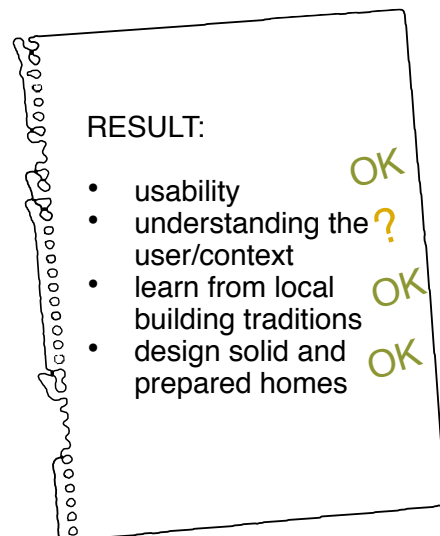 RESULT:
OK
• usability
• understanding the ?
user/context
• learn from local OK
building traditions
• design solid and OK
prepared homes